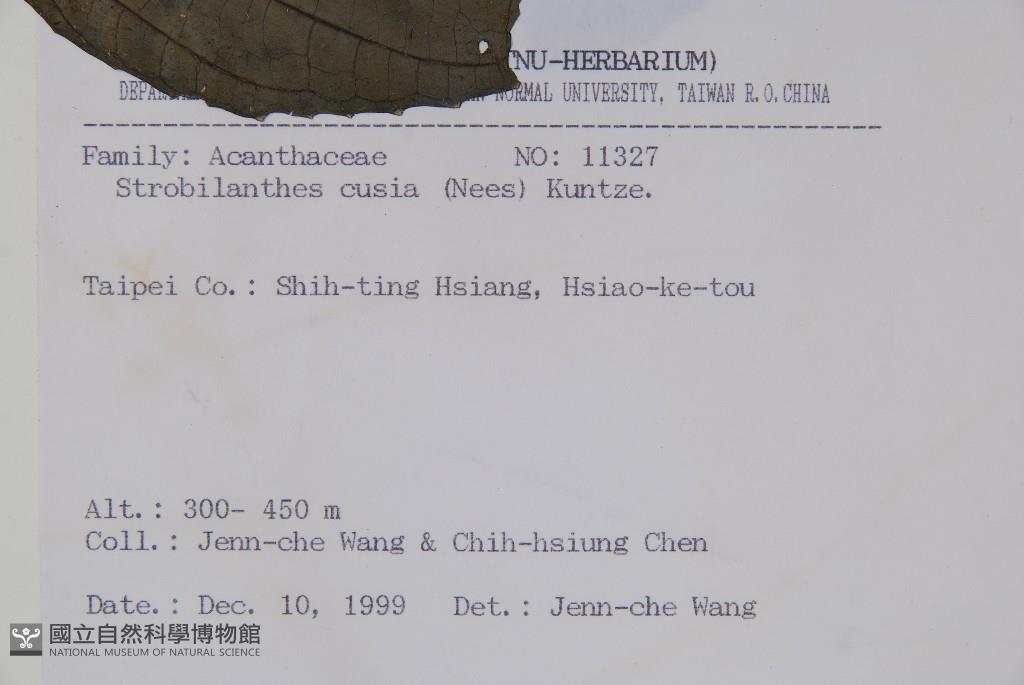 NU-HERBARIUM)
NORMAL UNIVERSITY, TAIWAN R.O.CHINA
Family: Acanthaceae NO: 11327
Strobilanthes cusia (Nees) Kuntze.
Taipei Co.: Shih-ting Hsiang, Hsiao-ke-tou
Alt.: 300- 450 m
Coll.: Jenn-che Wang & Chih-hsiung Chen
Date.: Dec. 10, 1999 Det.: Jenn-che Wang
國立自然科學博物館
NATIONAL MUSEUM OF NATURAL SCIENCE